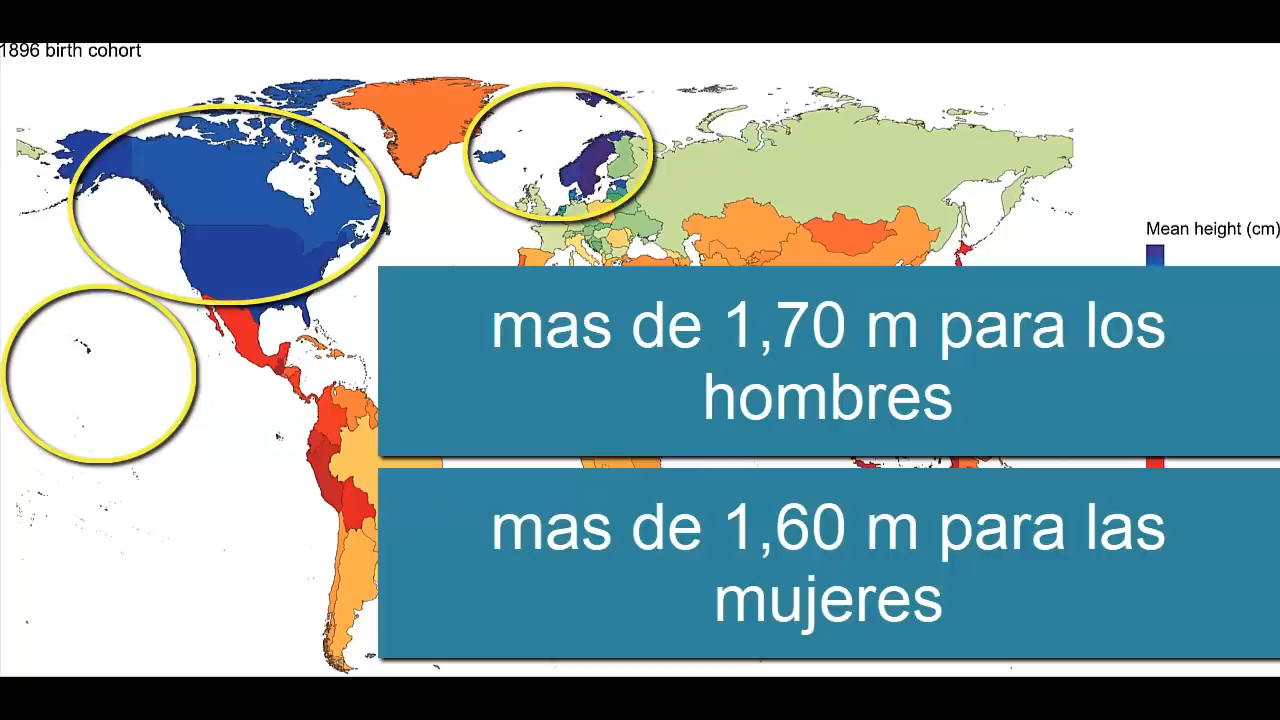 1896 birth cohort
Mean height (cm)
mas de 1,70 m para los
hombres
mas de 1,60 m para las
mujeres